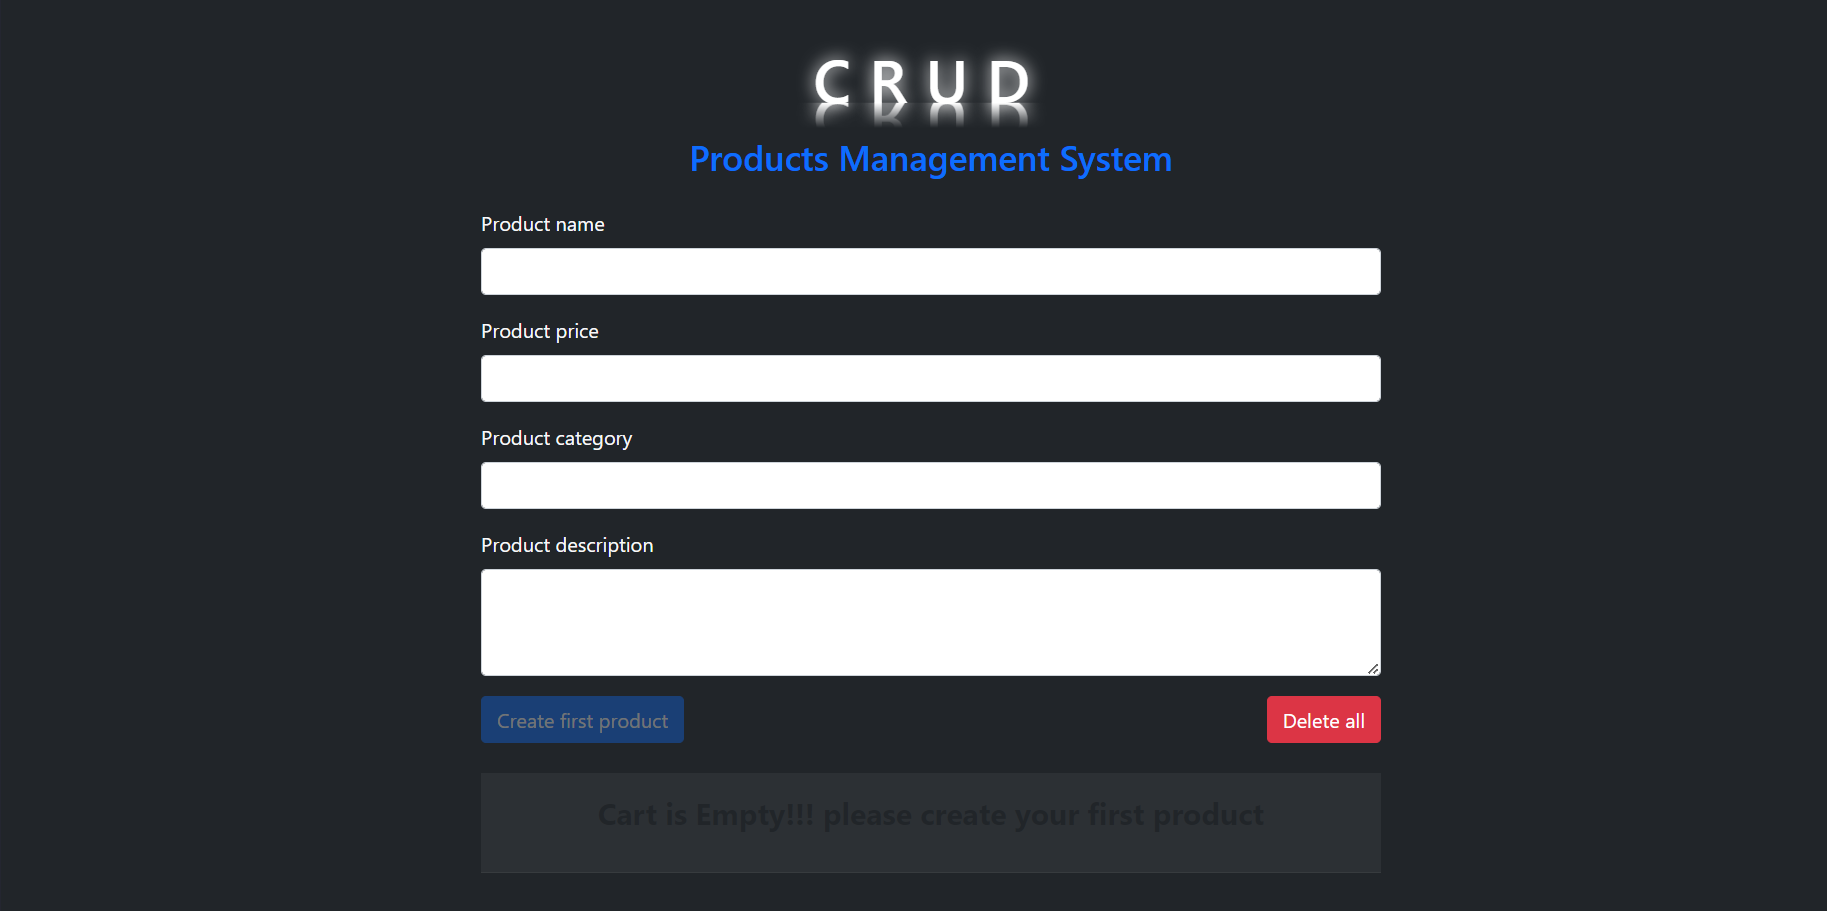 C R U D
Products Management System
Product name
Product price
Product category
Product description
Create first product
Delete all
Cart is Empty!!! please create your first product